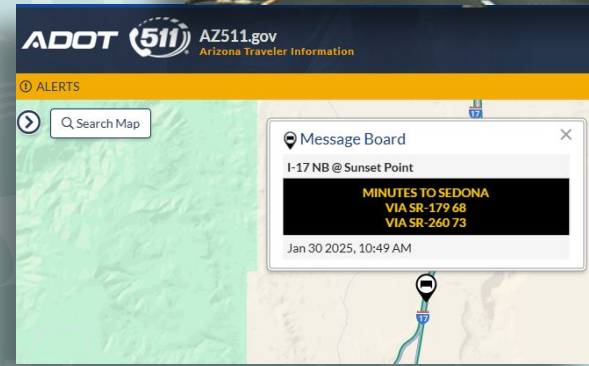 ADOT 511 AZ511.gov
Arizona Traveler Information
ALERTS
Search Map
17
Message Board
I-17 NB @ Sunset Point
MINUTES TO SEDONA
VIA SR-179 68
VIA SR-260 73
Jan 30 2025, 10:49 AM
17